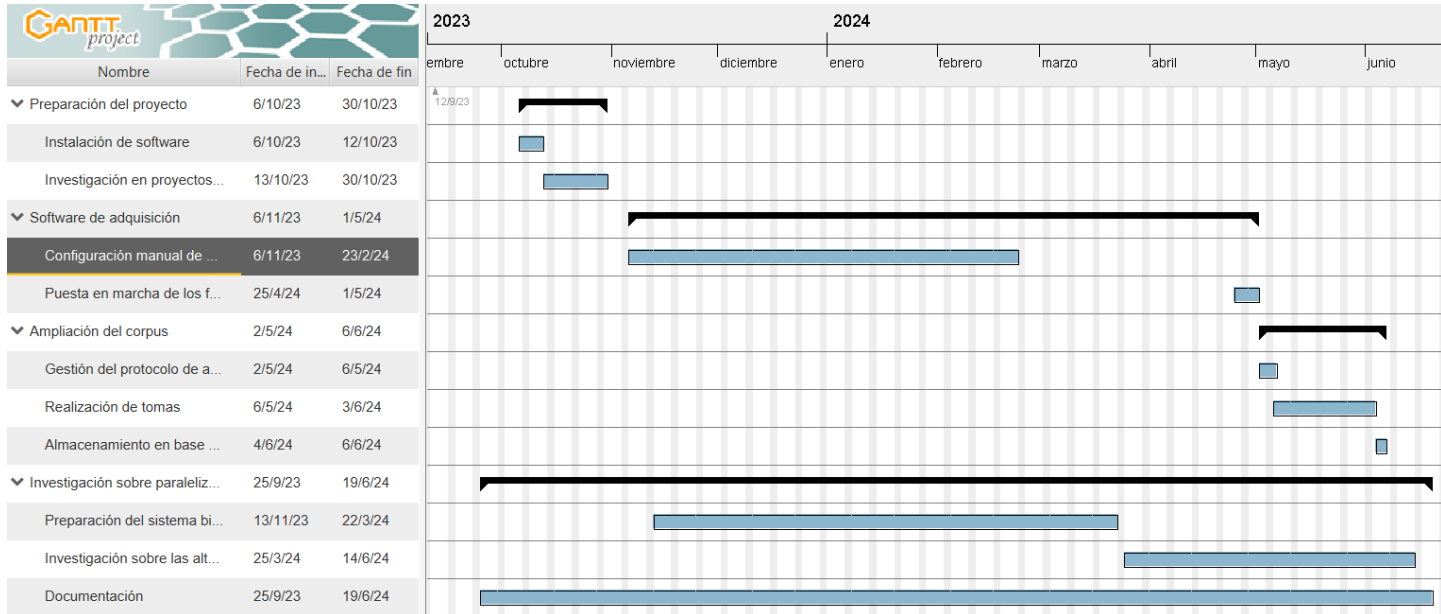 GANTT
project
2023 2024
Nombre Fecha de in... Fecha de fin
embre octubre noviembre diciembre enero febrero marzo abril mayo junio
12/9/23
Preparación del proyecto 6/10/23 30/10/23
Instalación de software 6/10/23 12/10/23
Investigación en proyectos... 13/10/23 30/10/23
Software de adquisición 6/11/23 1/5/24
Configuración manual de ... 6/11/23 23/2/24
Puesta en marcha de los f... 25/4/24 1/5/24
Ampliación del corpus 2/5/24 6/6/24
Gestión del protocolo de a... 2/5/24 6/5/24
Realización de tomas 6/5/24 3/6/24
Almacenamiento en base ... 4/6/24 6/6/24
Investigación sobre paraleliz... 25/9/23 19/6/24
Preparación del sistema bi... 13/11/23 22/3/24
Investigación sobre las alt... 25/3/24 14/6/24
Documentación 25/9/23 19/6/24